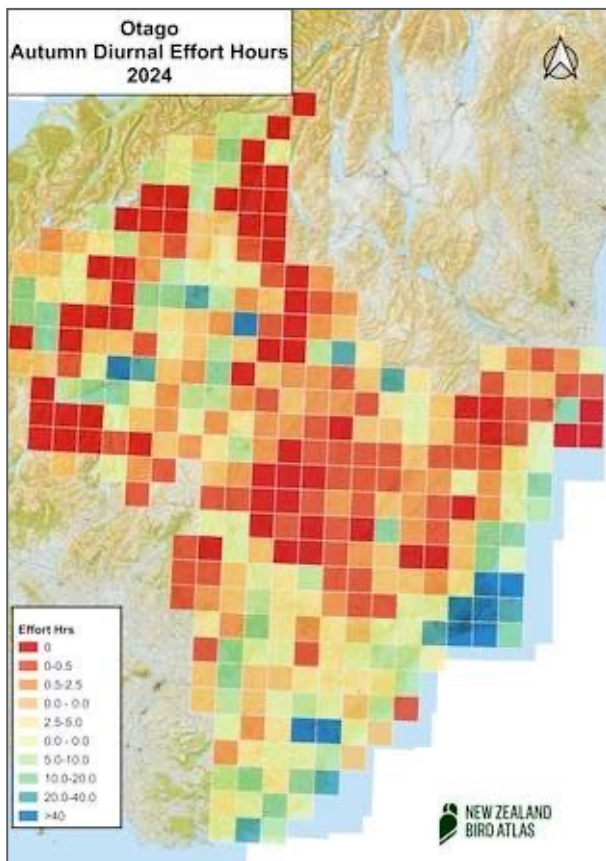 Otago
Autumn Diurnal Effort Hours
2024
Effort Hrs
0
0-0.5
0.5-2.5
0.0 - 0.0
2.5-5.0
0.0 - 0.0
5.0-10.0
10.0-20.0
20.0-40.0
>40
NEW ZEALAND
BIRD ATLAS